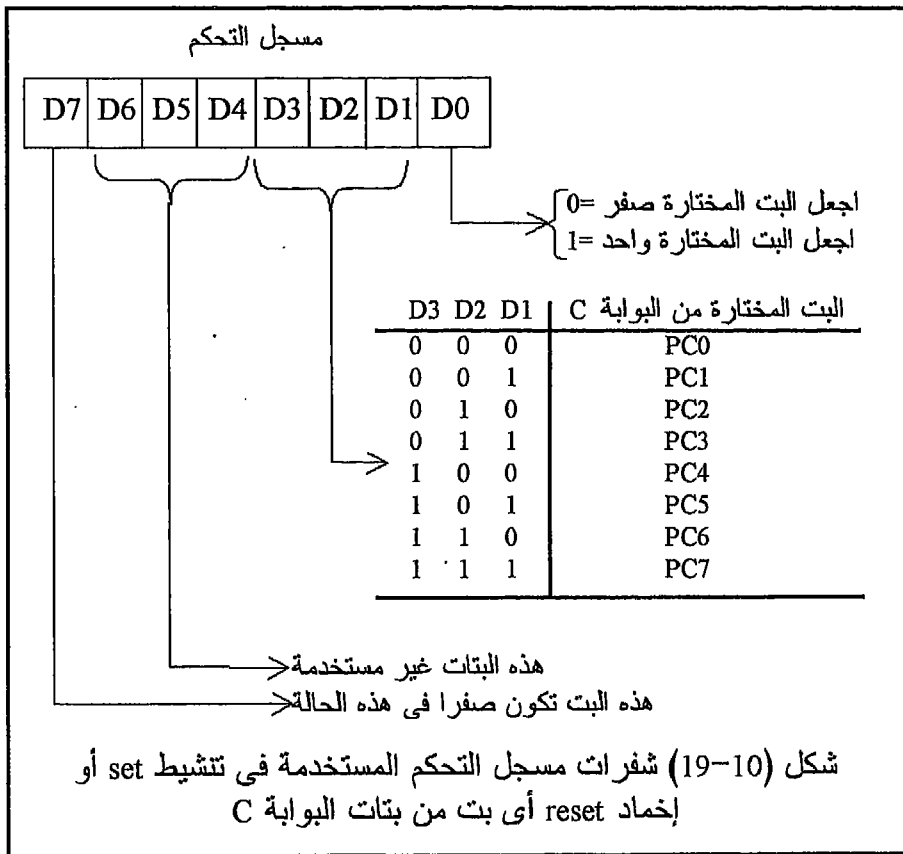 مسجل التحكم
D7 D6 D5 D4 D3 D2 D1 D0
اجعل البت المختارة صفر =0
اجعل البت المختارة واحد =1
D3 D2 D1 البت المختارة من البوابة C
0 0 0 PC0
0 0 1 PC1
0 1 0 PC2
0 1 1 PC3
1 0 0 PC4
1 0 1 PC5
1 1 0 PC6
1 1 1 PC7
هذه البتات غير مستخدمة
هذه البت تكون صفرا فى هذه الحالة
شكل (10-19) شفرات مسجل التحكم المستخدمة فى تنشيط set أو
إخماد reset أى بت من بتات البوابة C